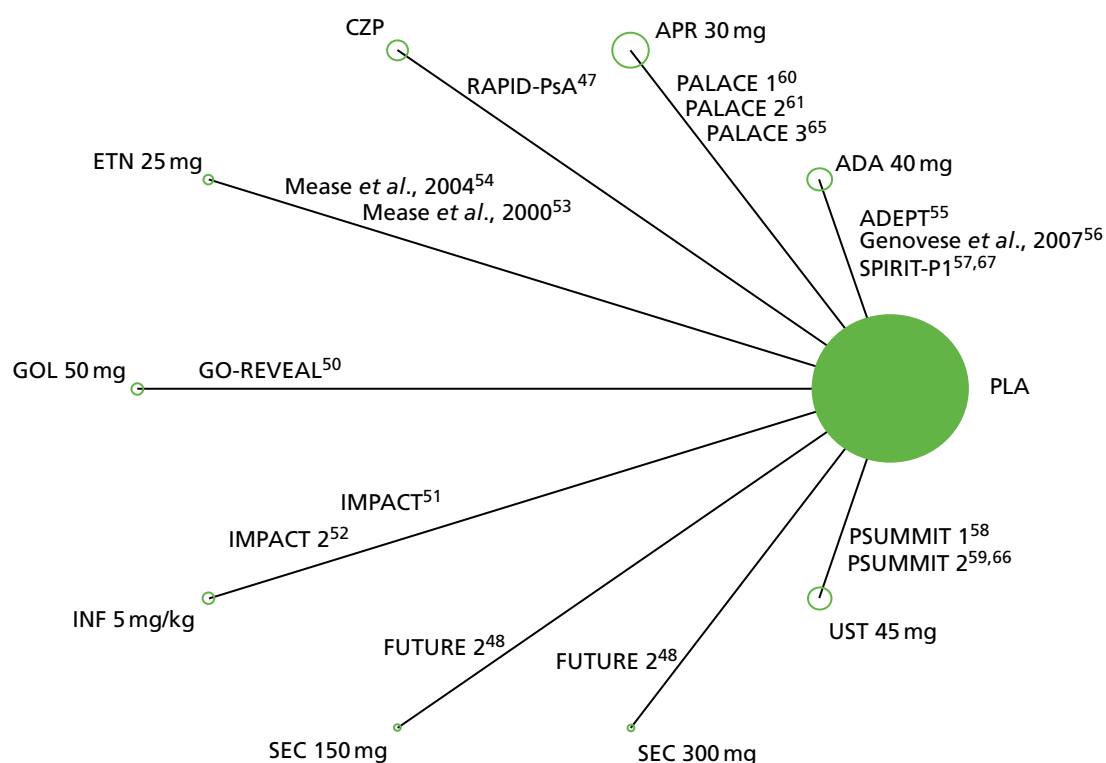 CZP
APR 30 mg
RAPID-PsA47
PALACE 160
PALACE 261
PALACE 365
ETN 25 mg
ADA 40 mg
Mease et al., 200454
Mease et al., 200053
ADEPT55
Genovese et al., 200756
SPIRIT-P157,67
GOL 50 mg
GO-REVEAL50
PLA
IMPACT51
IMPACT 252
INF 5 mg/kg
PSUMMIT 158
PSUMMIT 259,66
UST 45 mg
FUTURE 248
FUTURE 248
SEC 150 mg
SEC 300 mg